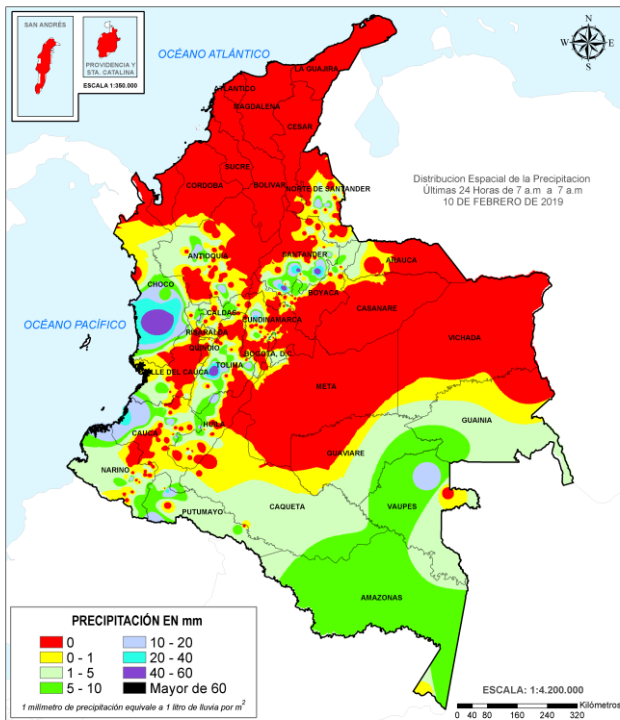 SAN ANDRÉS
PROVIDENCIA Y
STA. CATALINA
ESCALA 1:350.000
OCÉANO ATLÁNTICO
N
W
E
S
LA GUAJIRA
ATLANTICO
MAGDALENA
CESAR
SUCRE
CORDOBA
BOLIVAR
NORTE DE SANTANDER
Distribucion Espacial de la Precipitacion
Últimas 24 Horas de 7 a.m a 7 a.m
10 DE FEBRERO DE 2019
ANTIOQUIA
SANTANDER
ARAUCA
CHOCO
BOYACA
CASANARE
OCÉANO PACÍFICO
CALDAS
CUNDINAMARCA
RISARALDA
VICHADA
QUINDIO
BOGOTA, D.C.
TOLIMA
VALLE DEL CAUCA
META
GUAINIA
CAUCA
HUILA
GUAVIARE
NARIÑO
CAQUETA
VAUPES
PUTUMAYO
AMAZONAS
PRECIPITACIÓN EN mm
0
10 - 20
0 - 1
20 - 40
1 - 5
40 - 60
5 - 10
Mayor de 60
1 milimetro de precipitación equivale a 1 litro de lluvia por m²
ESCALA: 1:4.200.000
Kilómetros
0 40 80 160 240 320